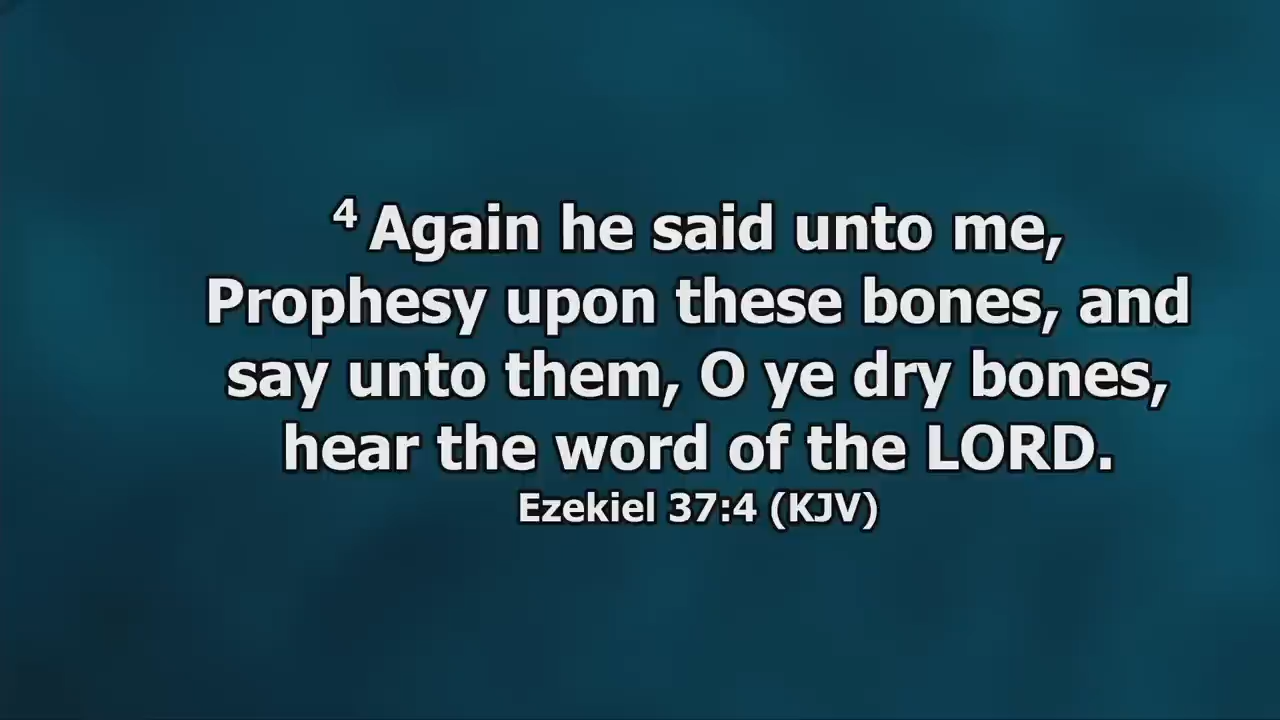 4 Again he said unto me,
Prophesy upon these bones, and
say unto them, O ye dry bones,
hear the word of the LORD.
Ezekiel 37:4 (KJV)